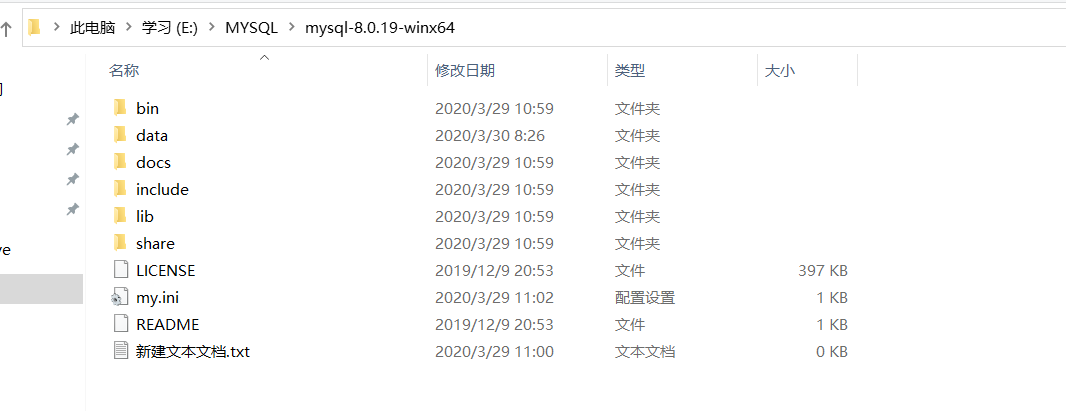 此电脑 > 学习 (E:) > MYSQL > mysql-8.0.19-winx64
名称 修改日期 类型 大小
bin 2020/3/29 10:59 文件夹
data 2020/3/30 8:26 文件夹
docs 2020/3/29 10:59 文件夹
include 2020/3/29 10:59 文件夹
lib 2020/3/29 10:59 文件夹
ve
share 2020/3/29 10:59 文件夹
LICENSE 2019/12/9 20:53 文件 397 KB
my.ini 2020/3/29 11:02 配置设置 1 KB
README 2019/12/9 20:53 文件 1 KB
新建文本文档.txt 2020/3/29 11:00 文本文档 0 KB